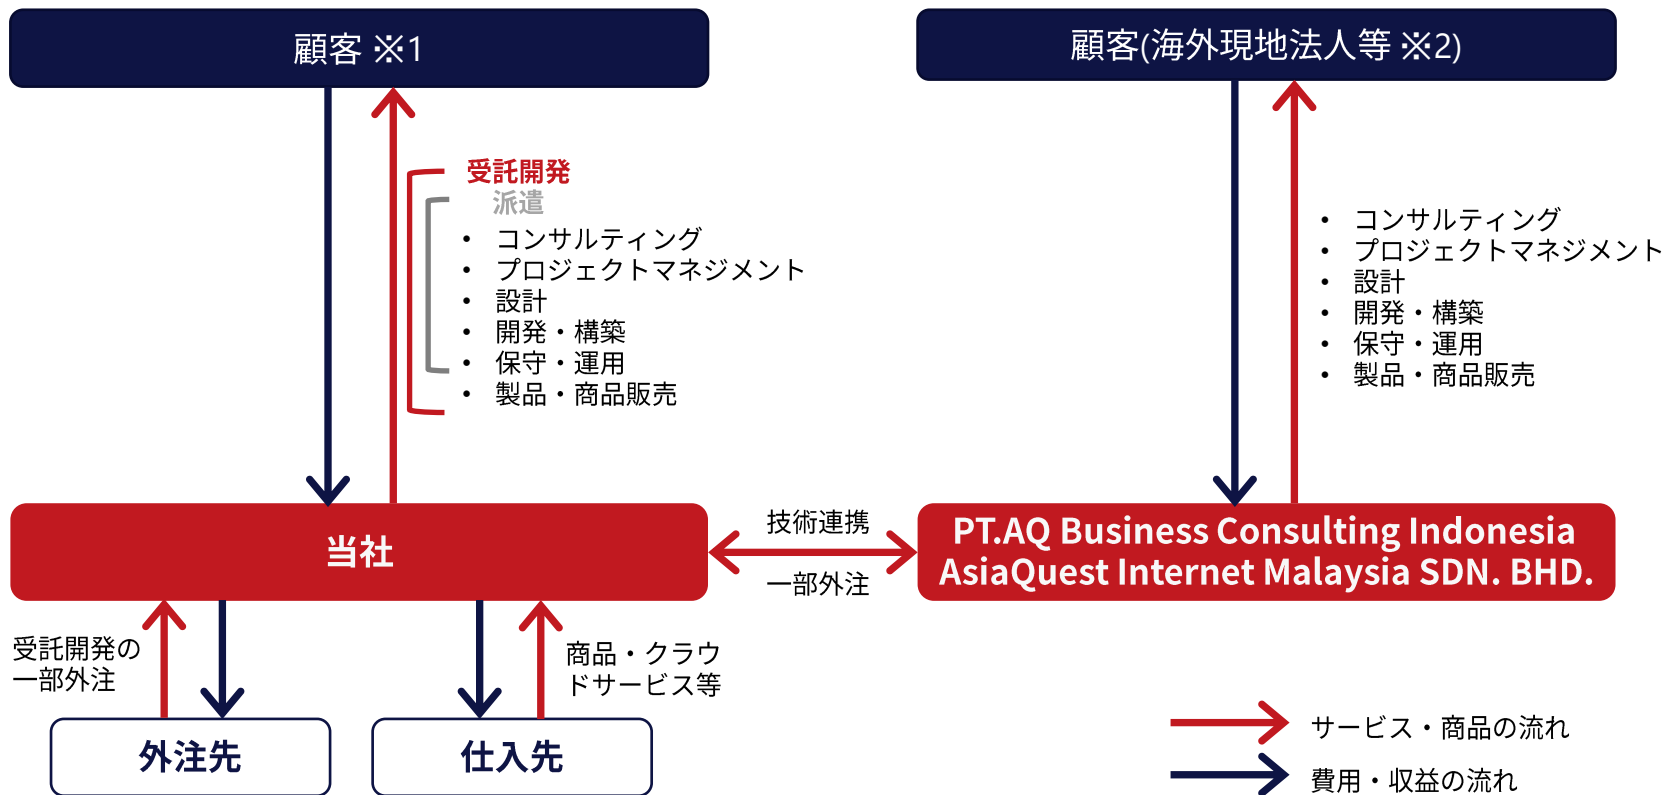 顧客 ※1
顧客(海外現地法人等 ※2)
受託開発
派遣
• コンサルティング
• プロジェクトマネジメント
• 設計
• 開発・構築
• 保守・運用
• 製品・商品販売
• コンサルティング
• プロジェクトマネジメント
• 設計
• 開発・構築
• 保守・運用
• 製品・商品販売
当社
技術連携
一部外注
PT.AQ Business Consulting Indonesia
AsiaQuest Internet Malaysia SDN. BHD.
受託開発の
一部外注
商品・クラウ
ドサービス等
外注先
仕入先
サービス・商品の流れ
費用・収益の流れ